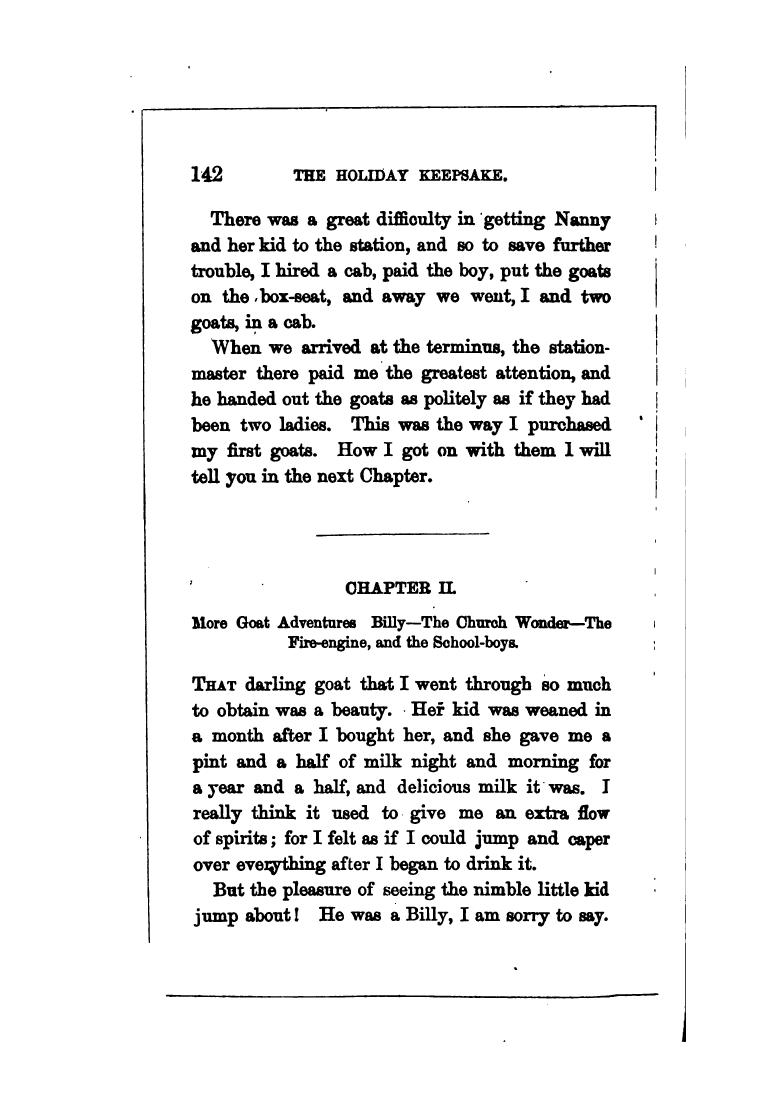 142 THE HOLIDAY KEEPSAKE.
There was a great difficulty in getting Nanny
and her kid to the station, and so to save further
trouble, I hired a cab, paid the boy, put the goats
on the box-seat, and away we went, I and two
goats, in a cab.
When we arrived at the terminus, the station-
master there paid me the greatest attention, and
he handed out the goats as politely as if they had
been two ladies. This was the way I purchased
my first goats. How I got on with them I will
tell you in the next Chapter.
CHAPTER II.
More Goat Adventures Billy—The Church Wonder—The
Fire-engine, and the School-boys.
THAT darling goat that I went through so much
to obtain was a beauty. Her kid was weaned in
a month after I bought her, and she gave me a
pint and a half of milk night and morning for
a year and a half, and delicious milk it was. I
really think it used to give me an extra flow
of spirits; for I felt as if I could jump and caper
over everything after I began to drink it.
But the pleasure of seeing the nimble little kid
jump about! He was a Billy, I am sorry to say.